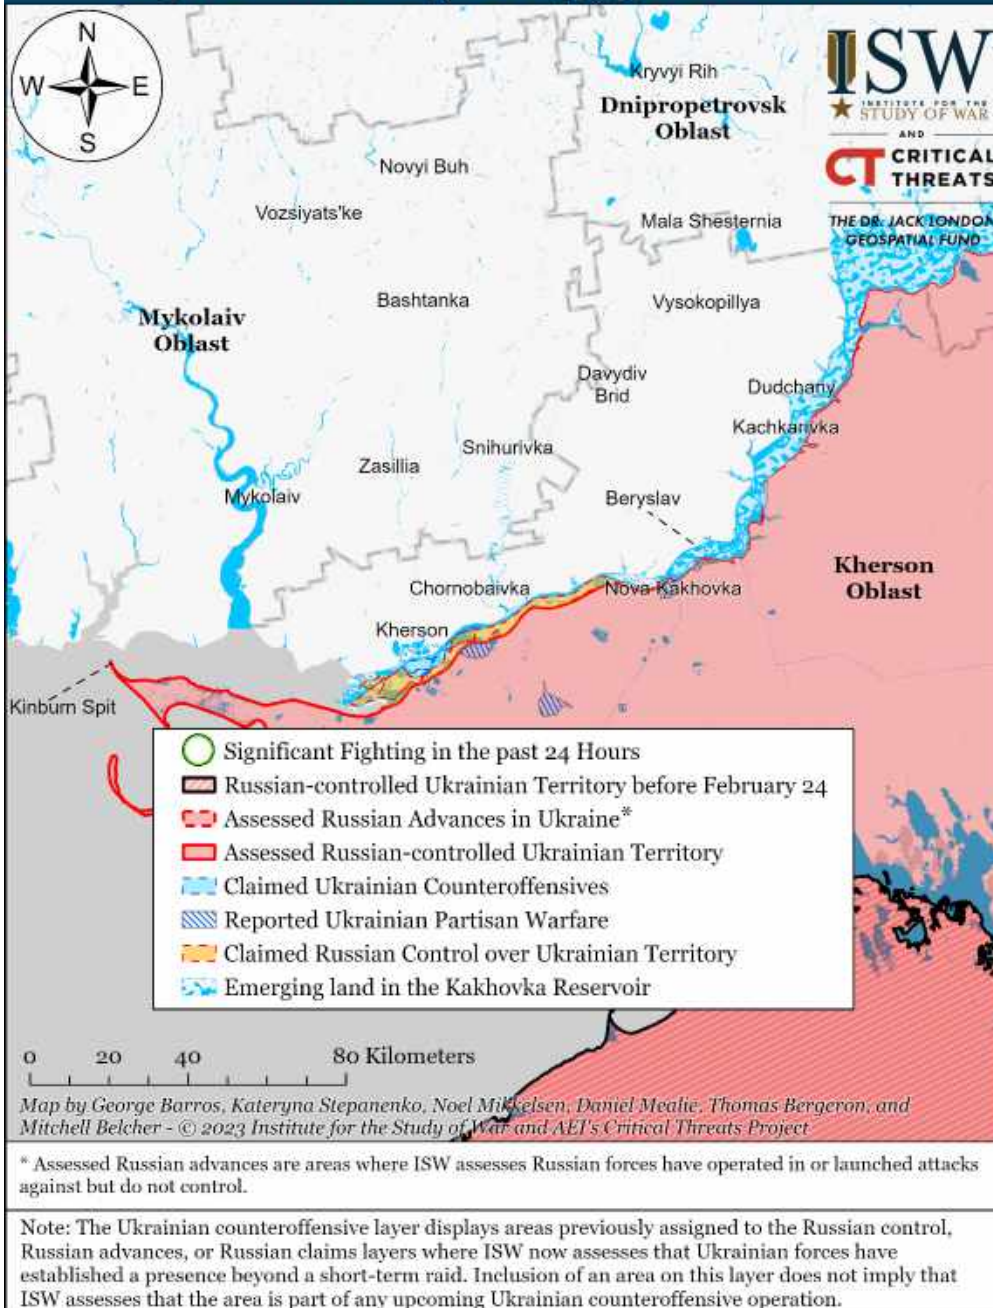 N
W
E
S
ISW
INSTITUTE FOR THE
STUDY OF WAR
AND
CT CRITICAL
THREATS
THE DR. JACK LONDON
GEOSPATIAL FUND
Kryvyi Rih
Dnipropetrovsk
Oblast
Novyi Buh
Vozsiyats'ke
Mala Shesternia
Bashtanka
Vysokopillya
Mykolaiv
Oblast
Davydiv
Brid
Dudchany
Kachkarivka
Snihurivka
Zasillia
Mykolaiv
Beryslav
Kherson
Oblast
Chornobaivka
Nova Kakhovka
Kherson
Kinburn Spit
Significant Fighting in the past 24 Hours
Russian-controlled Ukrainian Territory before February 24
Assessed Russian Advances in Ukraine*
Assessed Russian-controlled Ukrainian Territory
Claimed Ukrainian Counteroffensives
Reported Ukrainian Partisan Warfare
Claimed Russian Control over Ukrainian Territory
Emerging land in the Kakhovka Reservoir
0 20 40 80 Kilometers
Map by George Barros, Kateryna Stepanenko, Noel Mikkelsen, Daniel Mealie, Thomas Bergeron, and
Mitchell Belcher - © 2023 Institute for the Study of War and AEI's Critical Threats Project
* Assessed Russian advances are areas where ISW assesses Russian forces have operated in or launched attacks
against but do not control.
Note: The Ukrainian counteroffensive layer displays areas previously assigned to the Russian control,
Russian advances, or Russian claims layers where ISW now assesses that Ukrainian forces have
established a presence beyond a short-term raid. Inclusion of an area on this layer does not imply that
ISW assesses that the area is part of any upcoming Ukrainian counteroffensive operation.